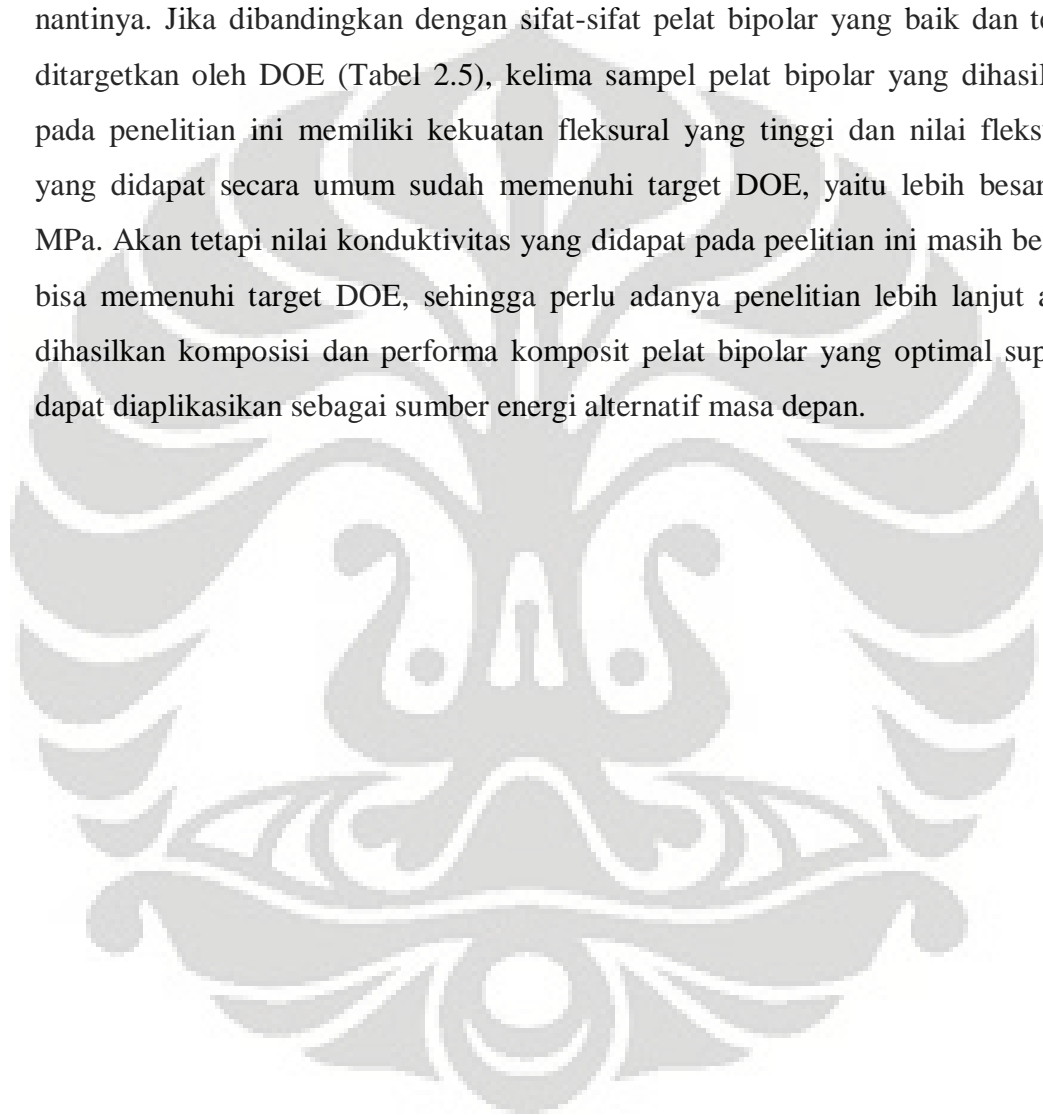 nantinya. Jika dibandingkan dengan sifat-sifat pelat bipolar yang baik dan
ditargetkan oleh DOE (Tabel 2.5), kelima sampel pelat bipolar yang
pada penelitian ini memiliki kekuatan fleksural yang tinggi dan nilai
yang didapat secara umum sudah memenuhi target DOE, yaitu lebih besar
MPa. Akan tetapi nilai konduktivitas yang didapat pada peelitian ini masih
bisa memenuhi target DOE, sehingga perlu adanya penelitian lebih lanjut
dihasilkan komposisi dan performa komposit pelat bipolar yang optimal
dapat diaplikasikan sebagai sumber energi alternatif masa depan.